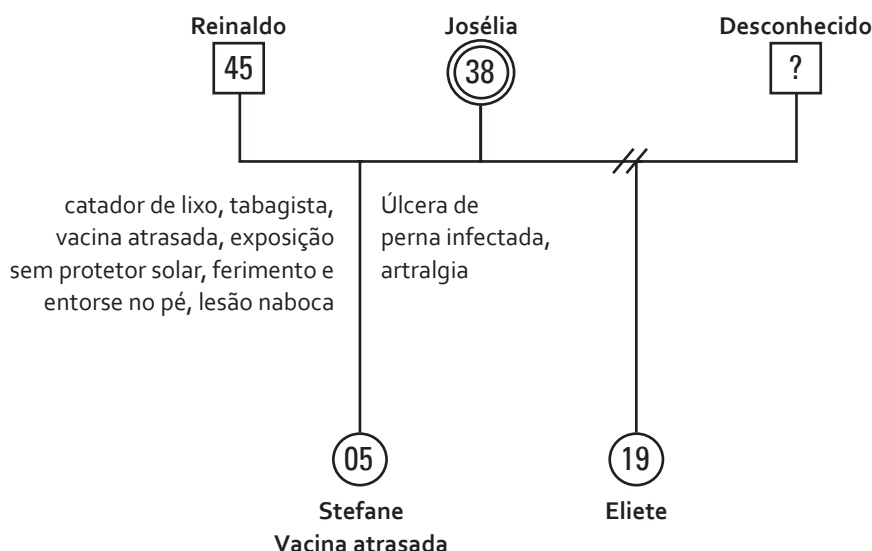 Reinaldo
Josélia
Desconhecido
45
38
?
catador de lixo, tabagista,
vacina atrasada, exposição
sem protetor solar, ferimento e
entorse no pé, lesão naboca
Úlcera de
perna infectada,
artralgia
05
19
Stefane
Vacina atrasada
Eliete